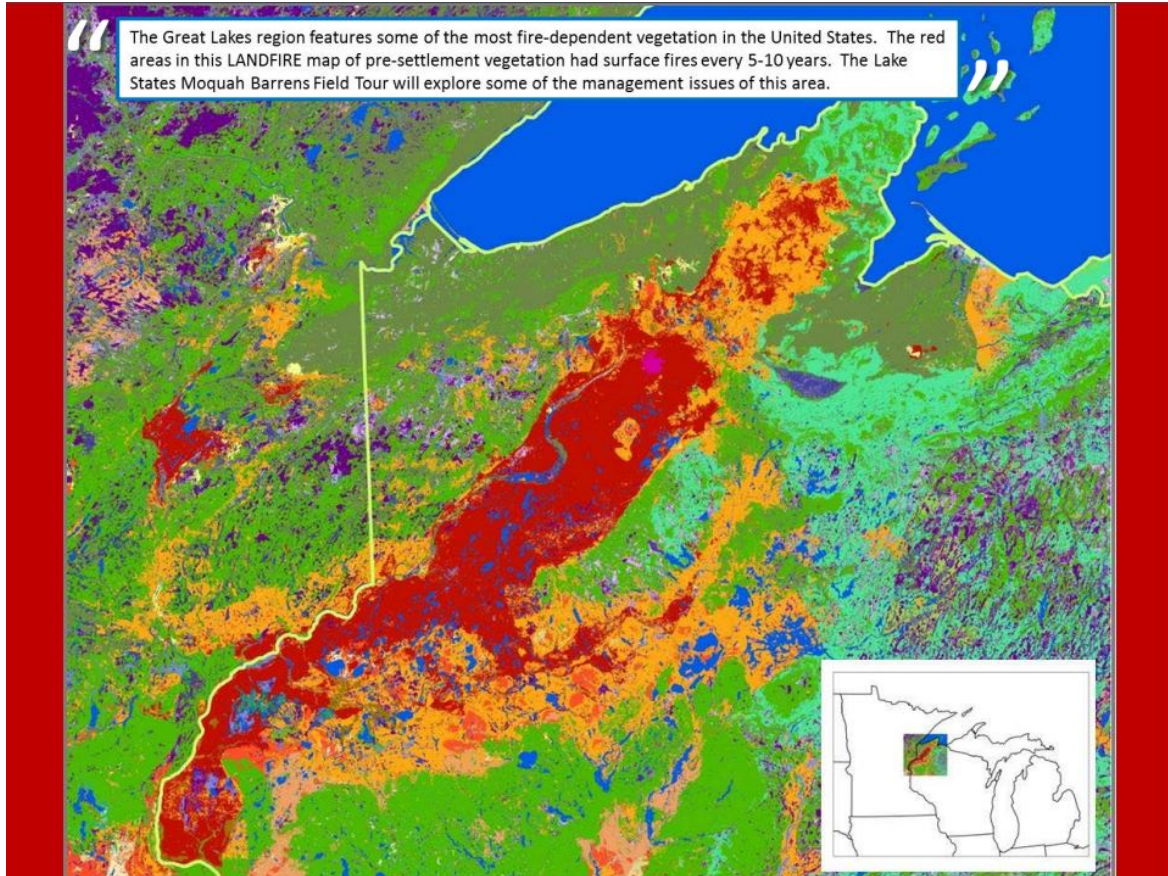 “ The Great Lakes region features some of the most fire-dependent vegetation in the United States. The red
areas in this LANDFIRE map of pre-settlement vegetation had surface fires every 5-10 years. The Lake
States Moquah Barrens Field Tour will explore some of the management issues of this area. ”